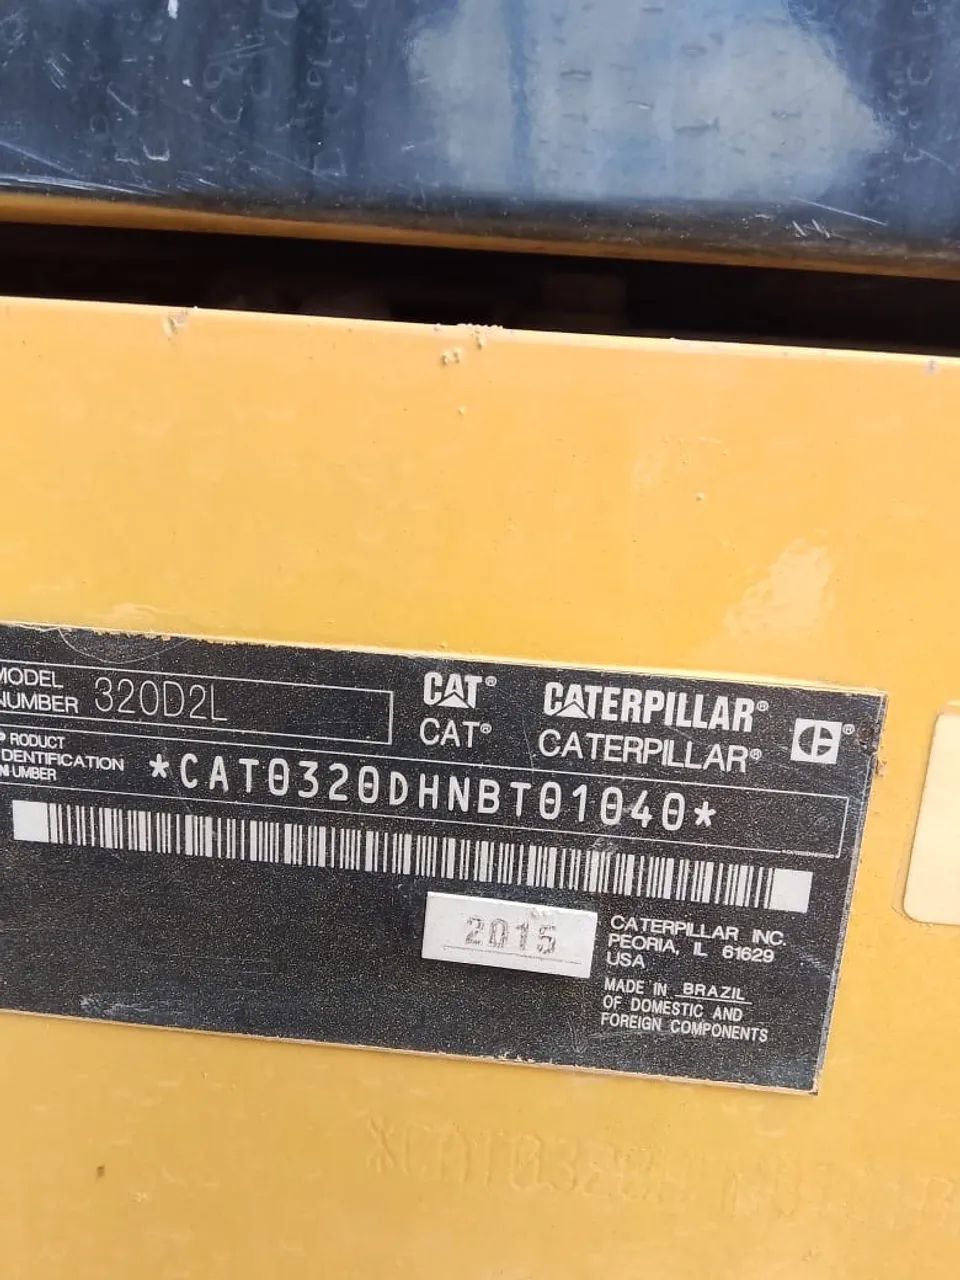 MODEL
NUMBER 320D2L
CAT® CATERPILLAR®
CAT® CATERPILLAR®
PRODUCT
IDENTIFICATION
NUMBER *CAT0320DHNBT01040*
2015
CATERPILLAR INC.
PEORIA, IL 61629
USA
MADE IN BRAZIL
OF DOMESTIC AND
FOREIGN COMPONENTS